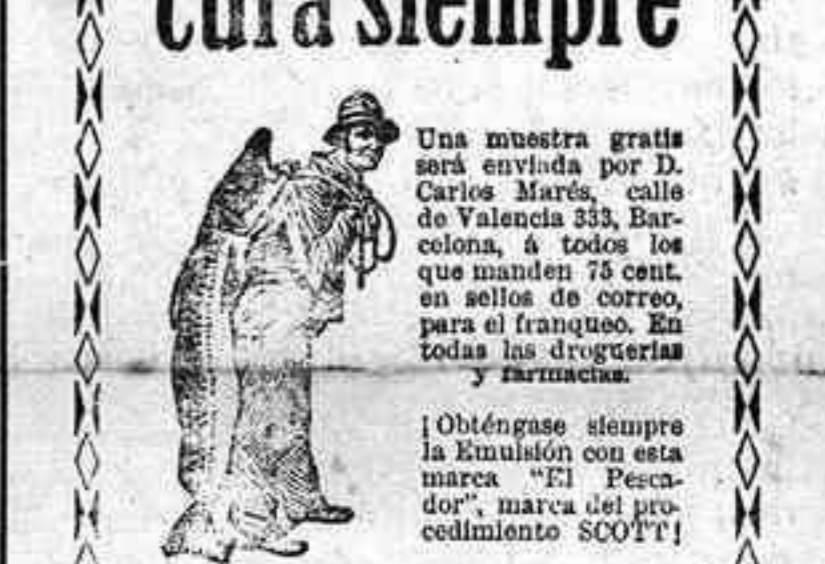 cura siempre
Una muestra gratis
será enviada por D.
Carlos Marés, calle
de Valencia 333, Bar-
celona, á todos los
que manden 75 cent.
en sellos de correo,
para el franqueo. En
todas las droguerías
y farmacias.
¡Obténgase siempre
la Emulsión con esta
marca "El Pesca-
dor", marca del pro-
cedimiento SCOTT!